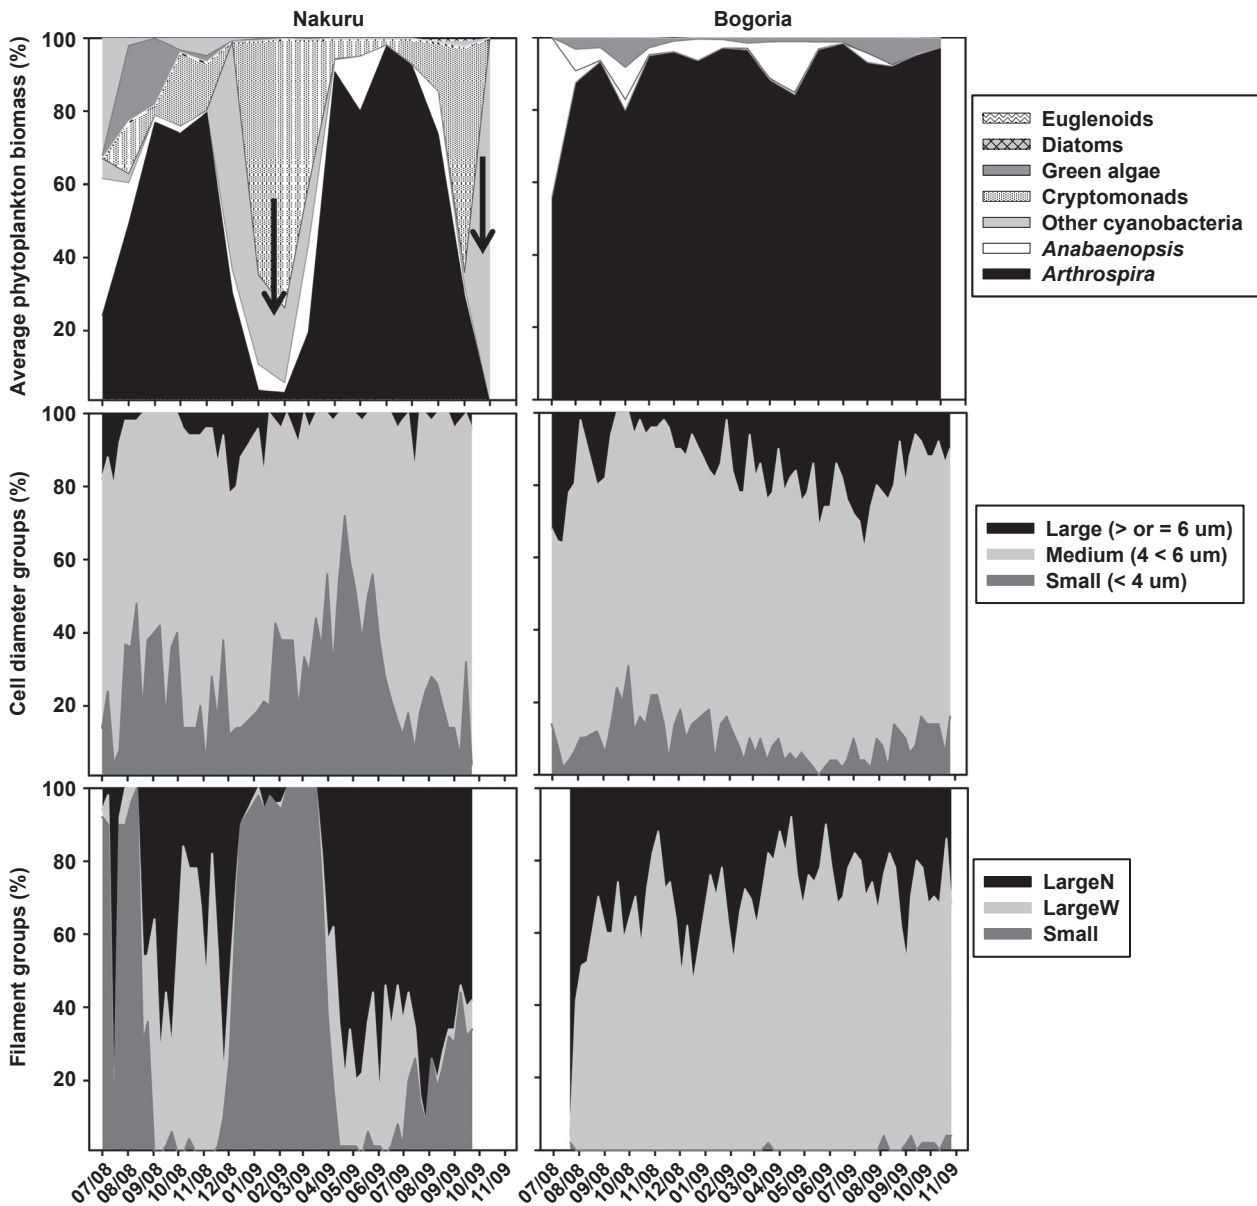 Nakuru
Bogoria
Average phytoplankton biomass (%)
100
80
60
40
20
Euglenoids
Diatoms
Green algae
Cryptomonads
Other cyanobacteria
Anabaenopsis
Arthrospira
Cell diameter groups (%)
100
80
60
40
20
Large (> or = 6 um)
Medium (4 < 6 um)
Small (< 4 um)
Filament groups (%)
100
80
60
40
20
LargeN
LargeW
Small
07/08 08/08 09/08 10/08 11/08 12/08 01/09 02/09 03/09 04/09 05/09 06/09 07/09 08/09 09/09 10/09 11/09
07/08 08/08 09/08 10/08 11/08 12/08 01/09 02/09 03/09 04/09 05/09 06/09 07/09 08/09 09/09 10/09 11/09